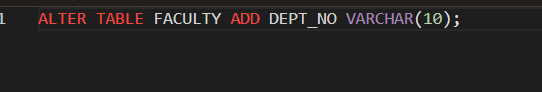 1 ALTER TABLE FACULTY ADD DEPT_NO VARCHAR(10);